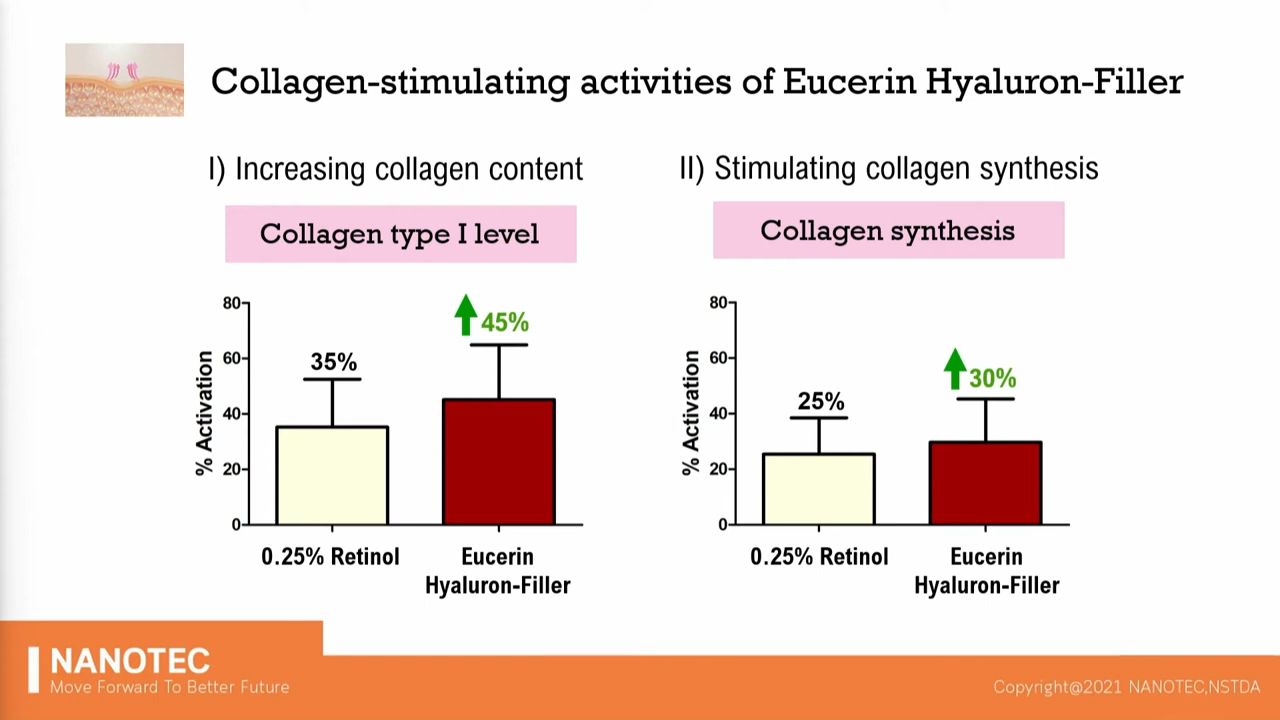 Collagen-stimulating activities of Eucerin Hyaluron-Filler
I) Increasing collagen content
Collagen type I level
% Activation
80
60
40
20
0
35%
45%
0.25% Retinol
Eucerin
Hyaluron-Filler
II) Stimulating collagen synthesis
Collagen synthesis
% Activation
80
60
40
20
0
25%
30%
0.25% Retinol
Eucerin
Hyaluron-Filler
NANOTEC
Move Forward To Better Future
Copyright@2021 NANOTEC,NSTDA